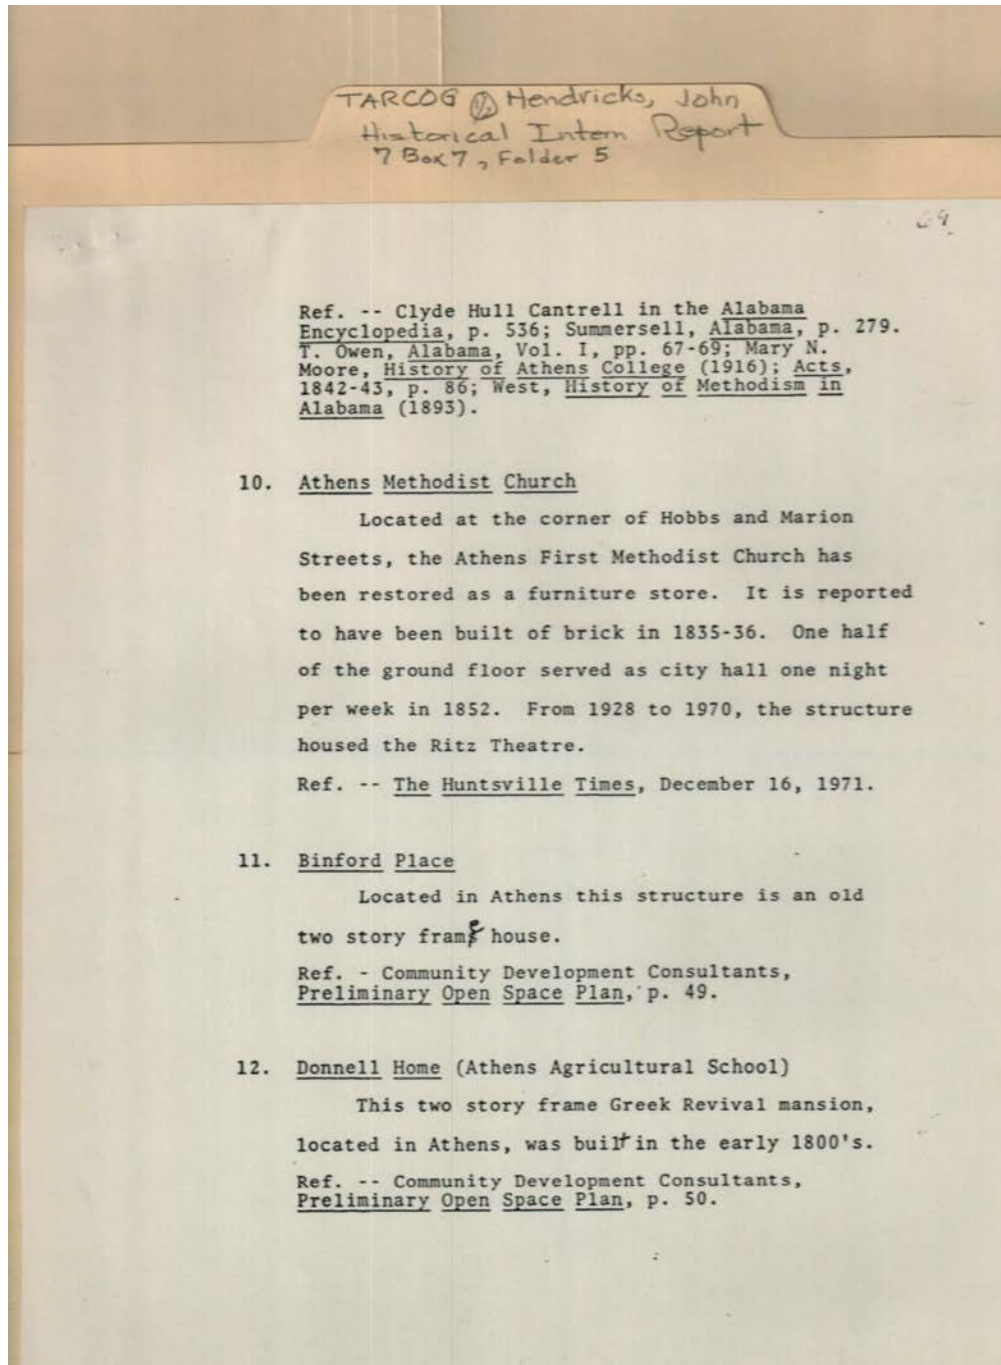 TARCOG 1/2 Hendricks, John
Historical Intern Report
7 Box 7, Folder 5
64
Ref. -- Clyde Hull Cantrell in the Alabama
Encyclopedia, p. 536; Summersell, Alabama, p. 279.
T. Owen, Alabama, Vol. I, pp. 67-69; Mary N.
Moore, History of Athens College (1916); Acts,
1842-43, p. 86; West, History of Methodism in
Alabama (1893).
10. Athens Methodist Church
Located at the corner of Hobbs and Marion
Streets, the Athens First Methodist Church has
been restored as a furniture store. It is reported
to have been built of brick in 1835-36. One half
of the ground floor served as city hall one night
per week in 1852. From 1928 to 1970, the structure
housed the Ritz Theatre.
Ref. -- The Huntsville Times, December 16, 1971.
11. Binford Place
Located in Athens this structure is an old
two story frame house.
Ref. - Community Development Consultants,
Preliminary Open Space Plan, p. 49.
12. Donnell Home (Athens Agricultural School)
This two story frame Greek Revival mansion,
located in Athens, was built in the early 1800's.
Ref. -- Community Development Consultants,
Preliminary Open Space Plan, p. 50.